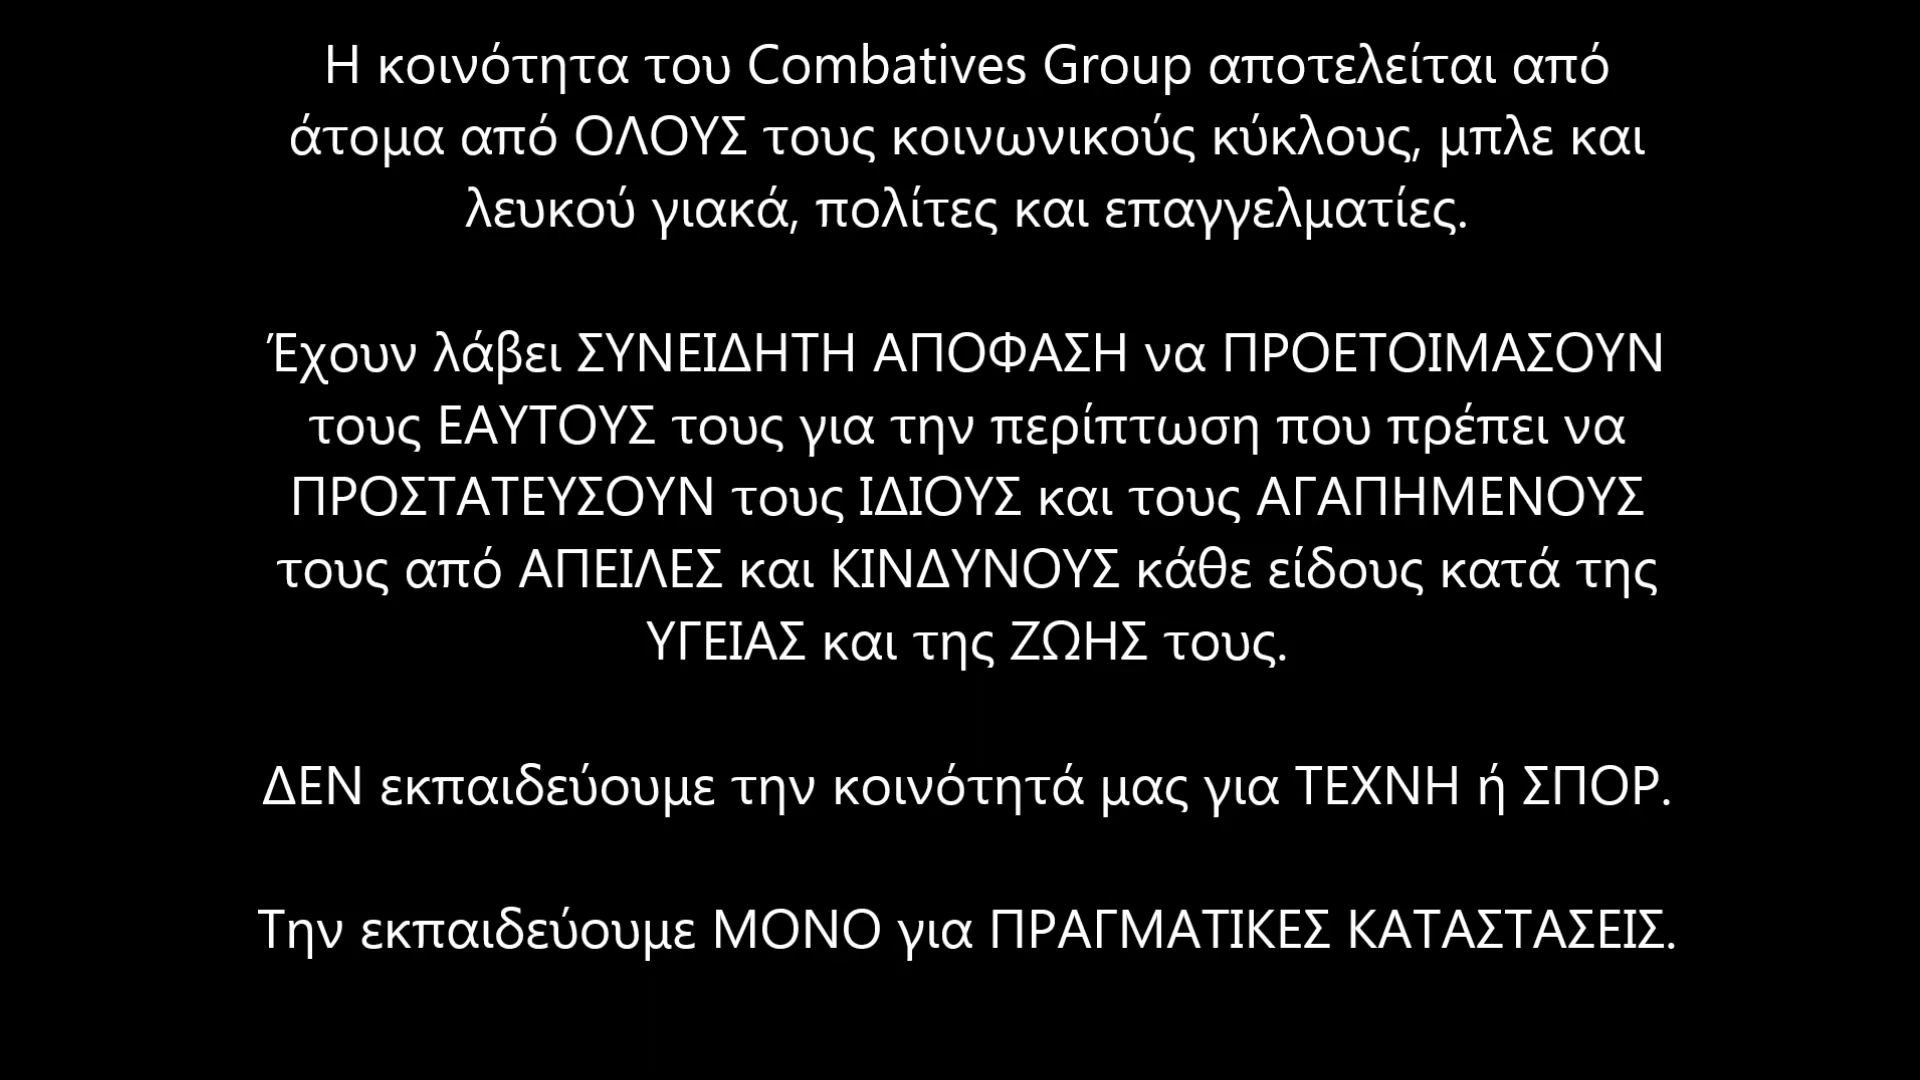 Η κοινότητα του Combatives Group αποτελείται από
άτομα από ΟΛΟΥΣ τους κοινωνικούς κύκλους, μπλε και
λευκού γιακά, πολίτες και επαγγελματίες.
Έχουν λάβει ΣΥΝΕΙΔΗΤΗ ΑΠΟΦΑΣΗ να ΠΡΟΕΤΟΙΜΑΣΟΥΝ
τους ΕΑΥΤΟΥΣ τους για την περίπτωση που πρέπει να
ΠΡΟΣΤΑΤΕΥΣΟΥΝ τους ΙΔΙΟΥΣ και τους ΑΓΑΠΗΜΕΝΟΥΣ
τους από ΑΠΕΙΛΕΣ και ΚΙΝΔΥΝΟΥΣ κάθε είδους κατά της
ΥΓΕΙΑΣ και της ΖΩΗΣ τους.
ΔΕΝ εκπαιδεύουμε την κοινότητά μας για ΤΕΧΝΗ ή ΣΠΟΡ.
Την εκπαιδεύουμε ΜΟΝΟ για ΠΡΑΓΜΑΤΙΚΕΣ ΚΑΤΑΣΤΑΣΕΙΣ.